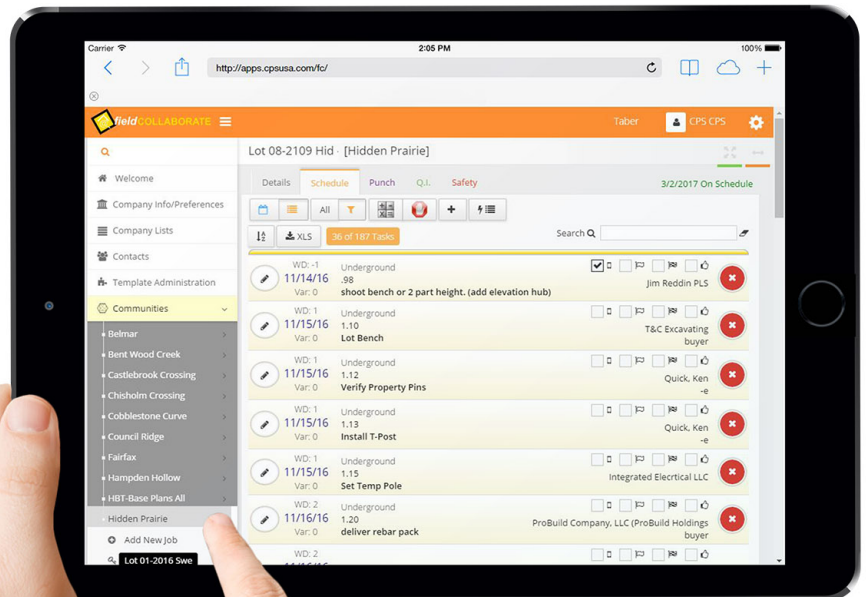 Carrier
2:05 PM
100%
http://apps.cpsusa.com/fc/
fieldCOLLABORATE
Taber
CPS CPS
Welcome
Company Info/Preferences
Company Lists
Contacts
Template Administration
Communities
Belmar
Bent Wood Creek
Castlebrook Crossing
Chisholm Crossing
Cobblestone Curve
Council Ridge
Fairfax
Hampden Hollow
HBT-Base Plans All
Hidden Prairie
Add New Job
Lot 01-2016 Swe
Lot 08-2109 Hid - [Hidden Prairie]
Details Schedule Punch Q.I. Safety
3/2/2017 On Schedule
All
XLS
36 of 187 Tasks
Search
WD: -1
11/14/16
Var: 0
Underground
.98
shoot bench or 2 part height. (add elevation hub)
Jim Reddin PLS
WD: 1
11/15/16
Var: 0
Underground
1.10
Lot Bench
T&C Excavating
buyer
WD: 1
11/15/16
Var: 0
Underground
1.12
Verify Property Pins
Quick, Ken
-e
WD: 1
11/15/16
Var: 0
Underground
1.13
Install T-Post
Quick, Ken
-e
WD: 1
11/15/16
Var: 0
Underground
1.15
Set Temp Pole
Integrated Elecrtical LLC
WD: 2
11/16/16
Var: 0
Underground
1.20
deliver rebar pack
ProBuild Company, LLC (ProBuild Holdings
buyer
WD: 2